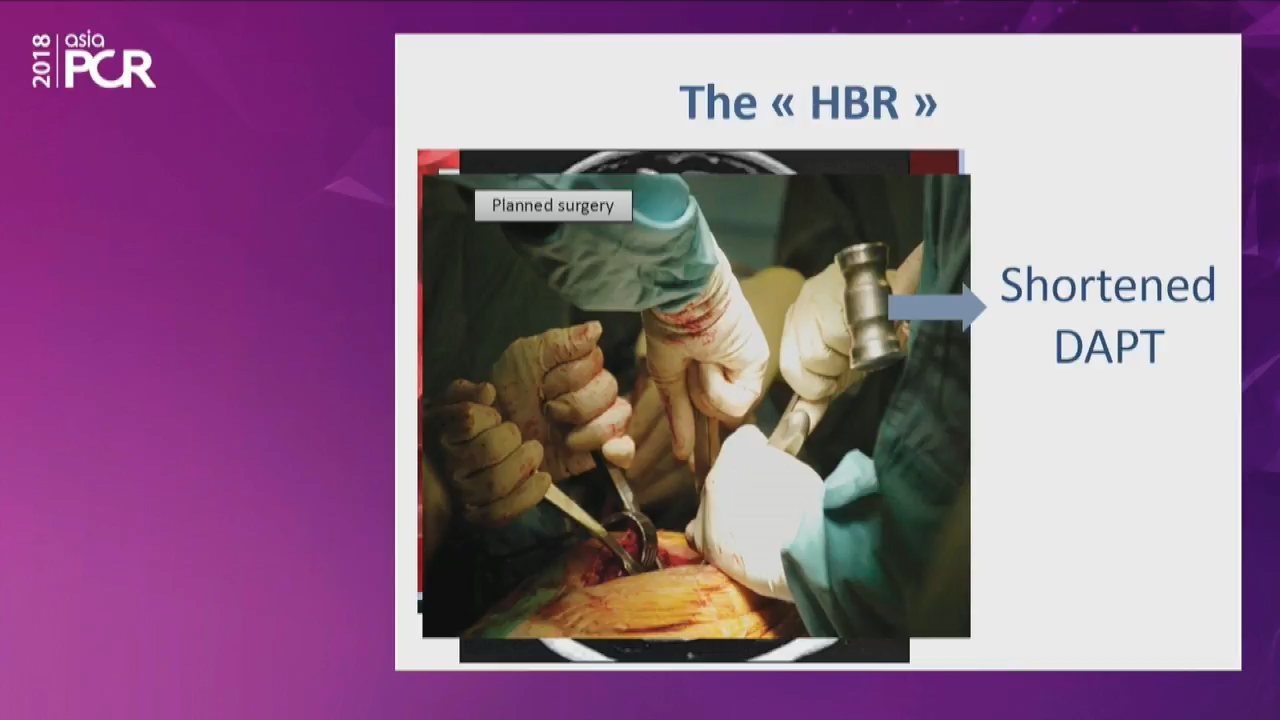 2018
asia
PCR
The « HBR »
Planned surgery
Shortened
DAPT